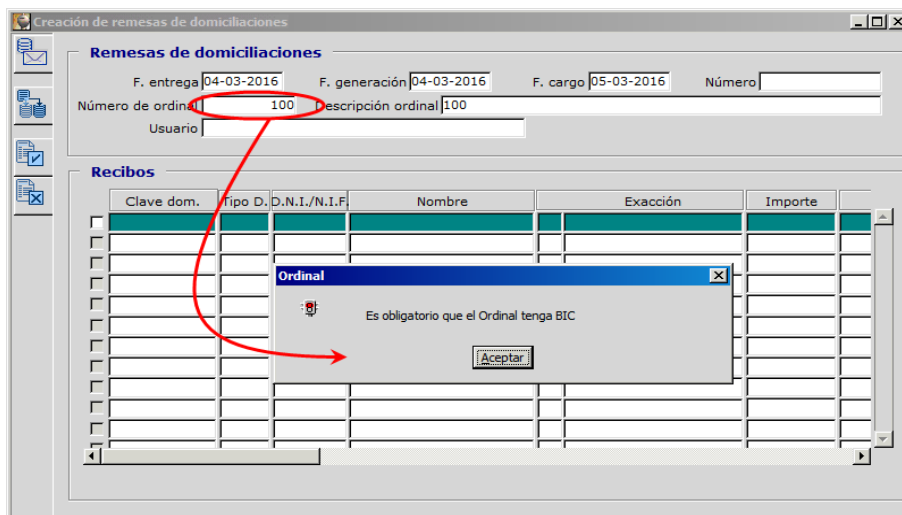 Creación de remesas de domiciliaciones
Remesas de domiciliaciones
F. entrega 04-03-2016 F. generación 04-03-2016 F. cargo 05-03-2016 Número
Número de ordinal 100 Descripción ordinal 100
Usuario
Recibos
Clave dom. Tipo D. D.N.I./N.I.F. Nombre Exacción Importe
Ordinal
Es obligatorio que el Ordinal tenga BIC
Aceptar